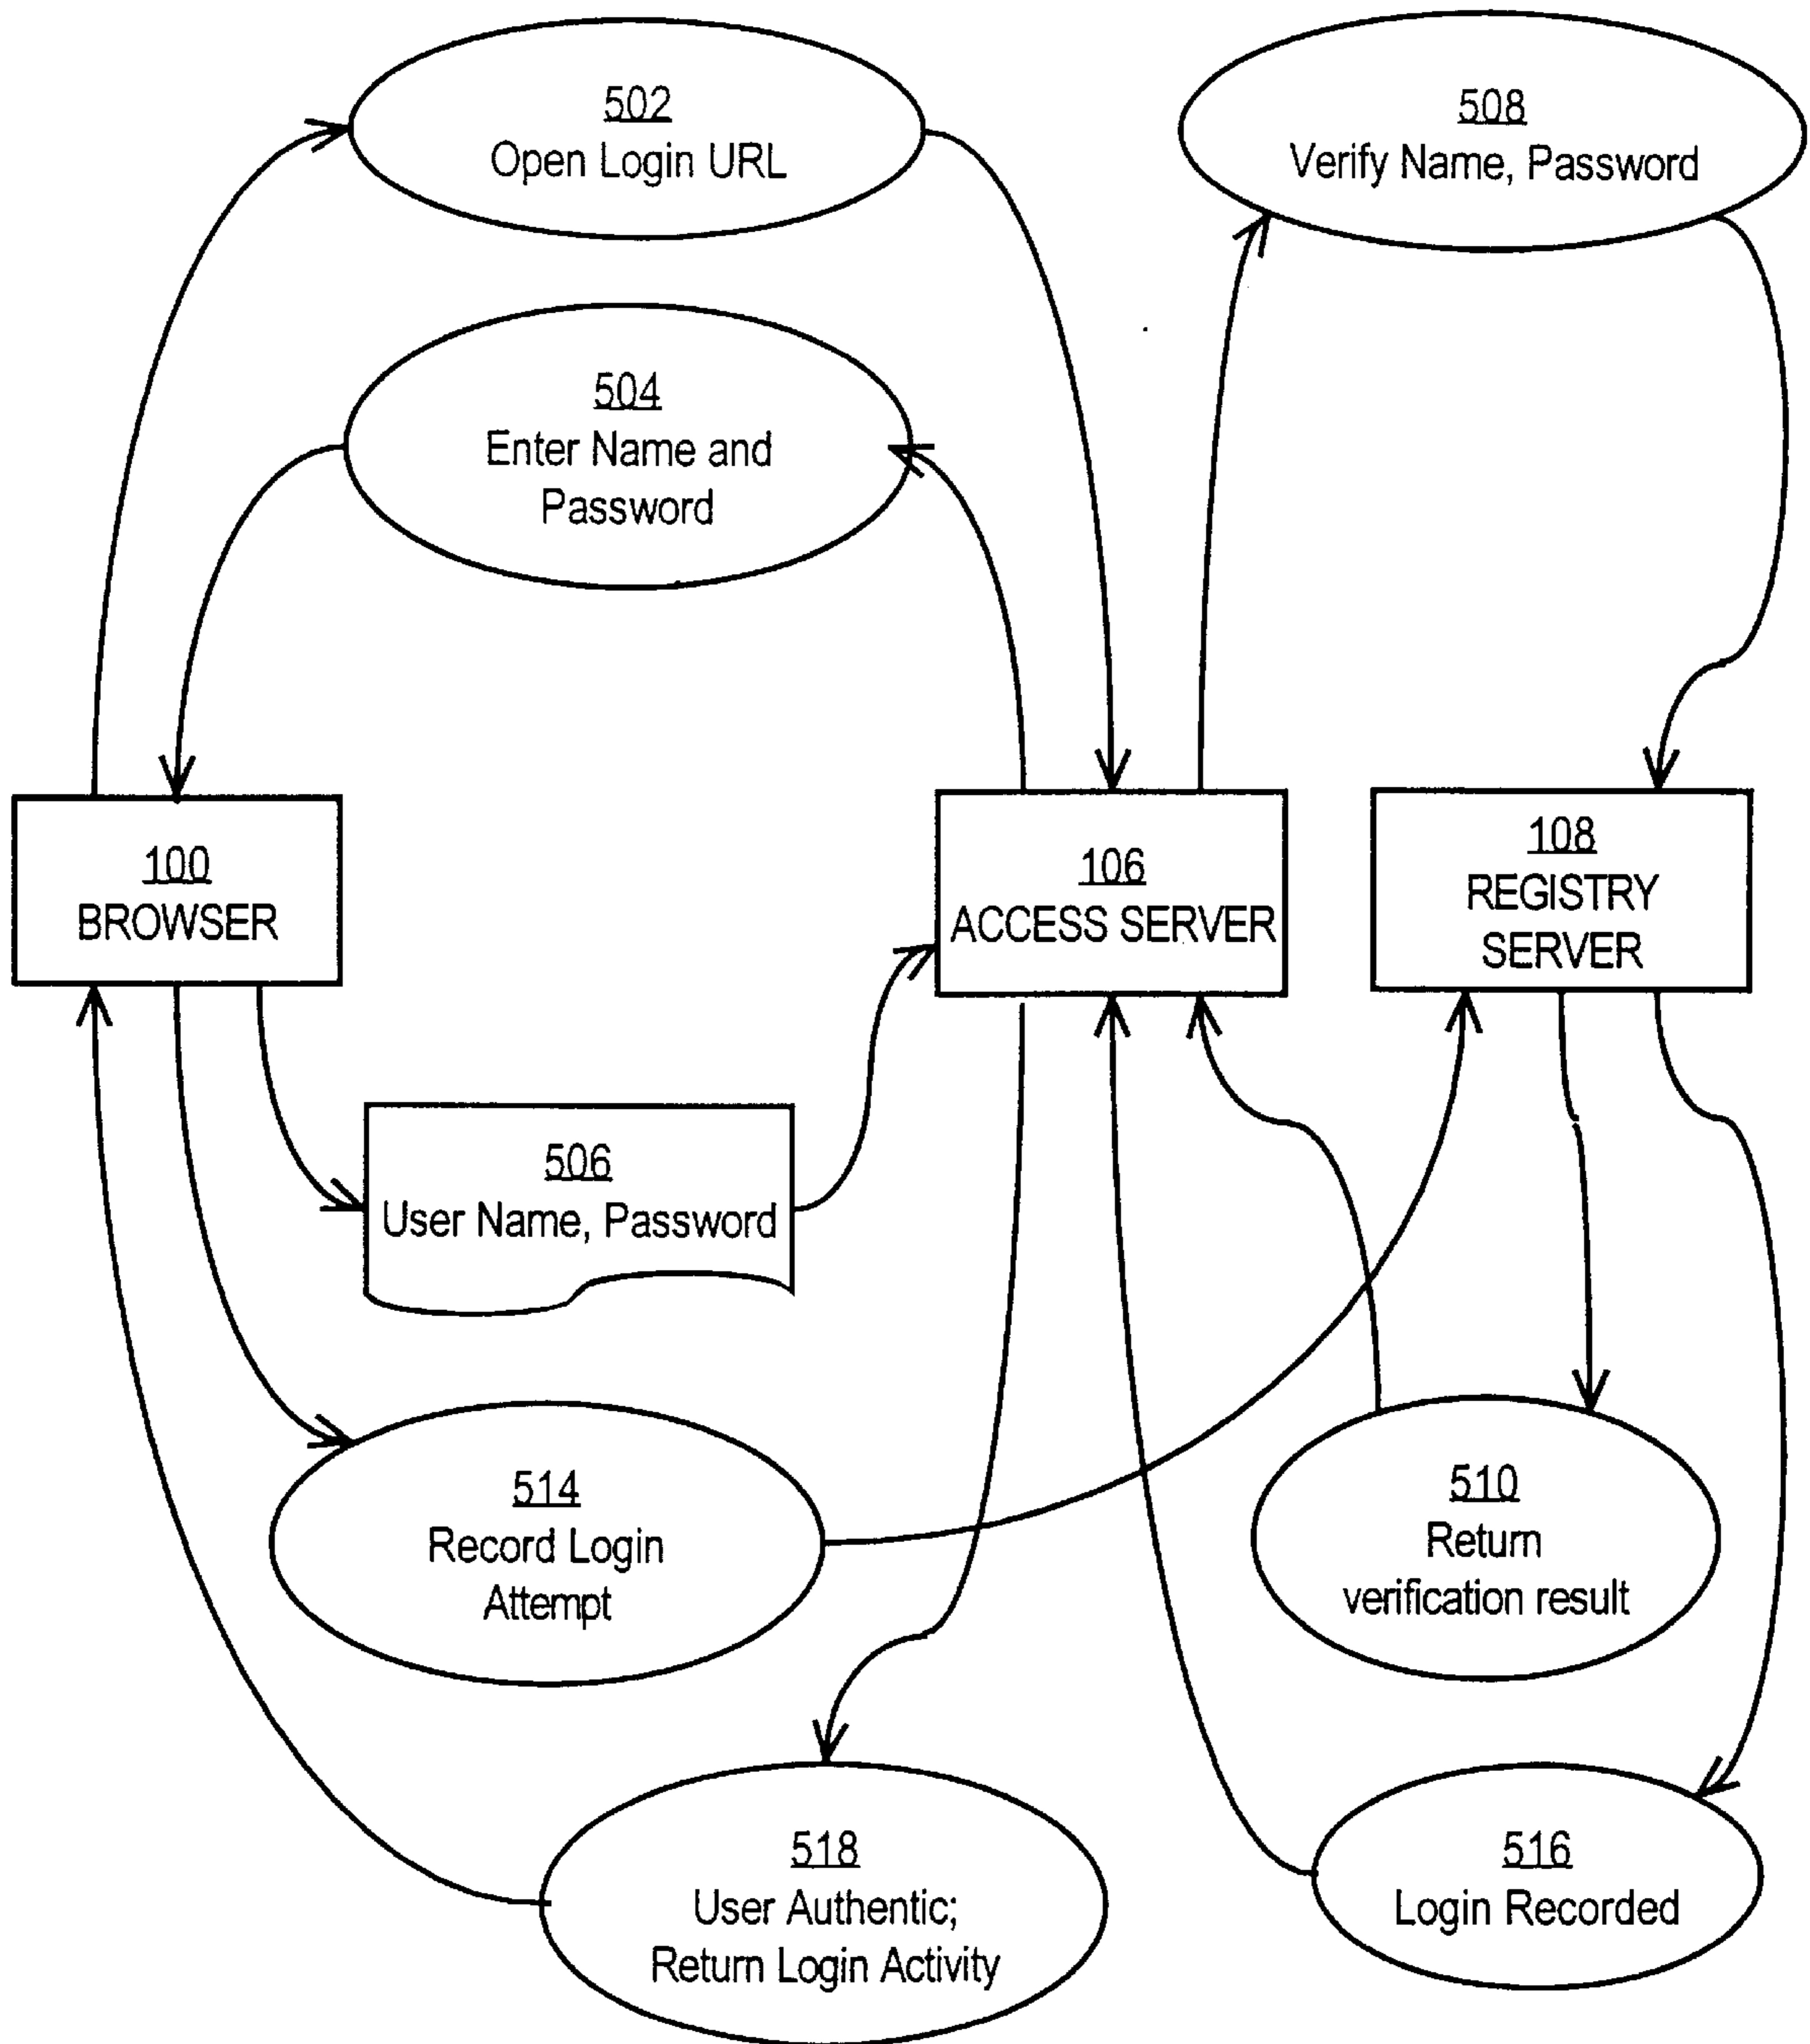 502
Open Login URL
508
Verify Name, Password
504
Enter Name and
Password
100
BROWSER
106
ACCESS SERVER
108
REGISTRY
SERVER
506
User Name, Password
514
Record Login
Attempt
510
Return
verification result
518
User Authentic;
Return Login Activity
516
Login Recorded